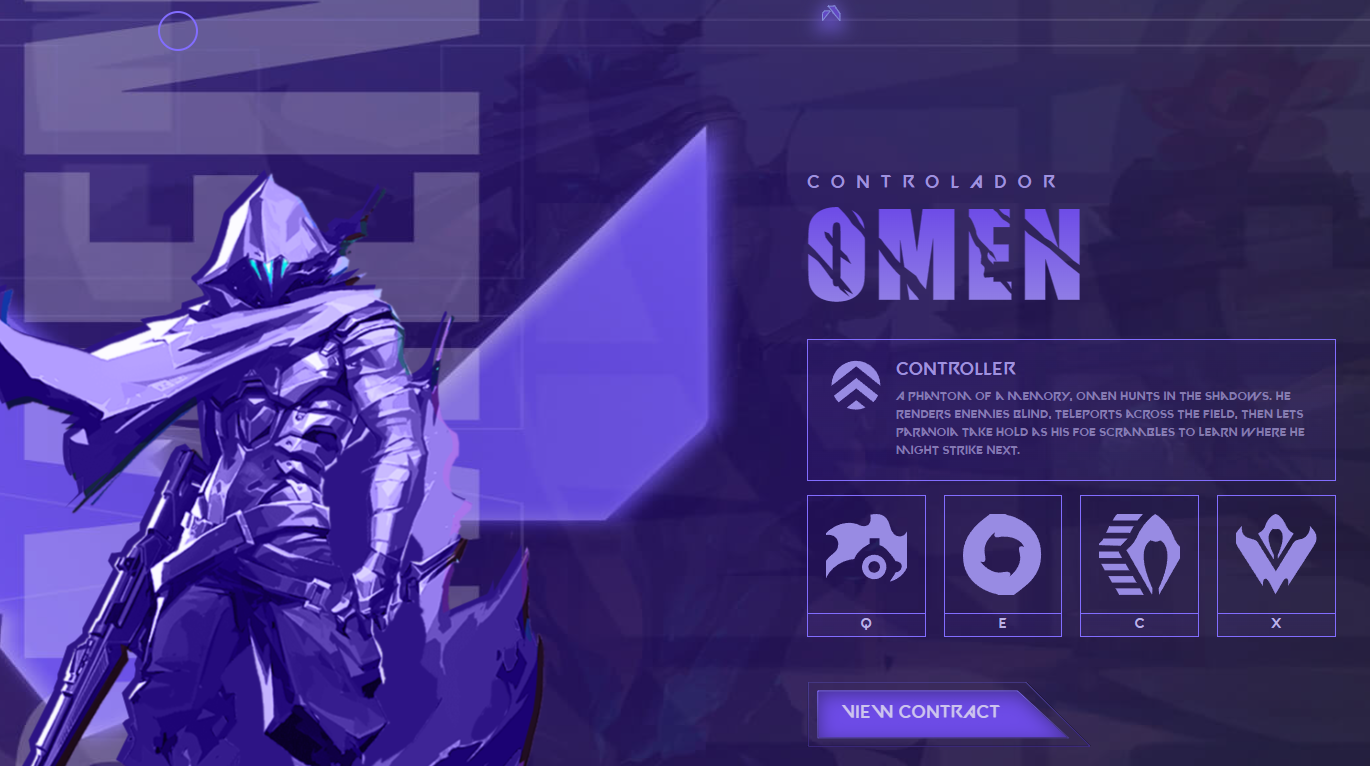 CONTROLADOR
OMEN
CONTROLLER
A PHANTOM OF A MEMORY, OMEN HUNTS IN THE SHADOWS. HE
RENDERS ENEMIES BLIND, TELEPORTS ACROSS THE FIELD, THEN LETS
PARANOIA TAKE HOLD AS HIS FOE SCRAMBLES TO LEARN WHERE HE
MIGHT STRIKE NEXT.
Q E C X
VIEW CONTRACT